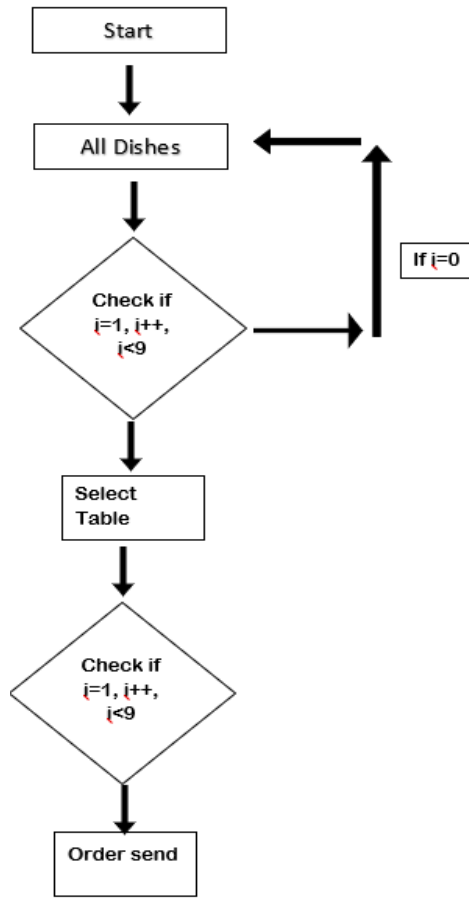 Start
All Dishes
If i=0
Check if
i=1, i++,
i<9
Select
Table
Check if
i=1, i++,
i<9
Order send